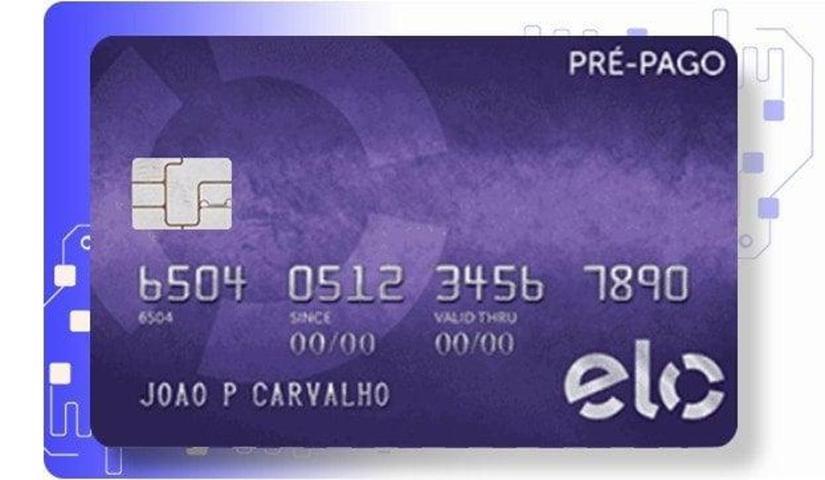 PRÉ-PAGO
6504 0512 3456 7890
6504 SINCE VALID THRU
00/00 00/00
JOAO P CARVALHO
elo